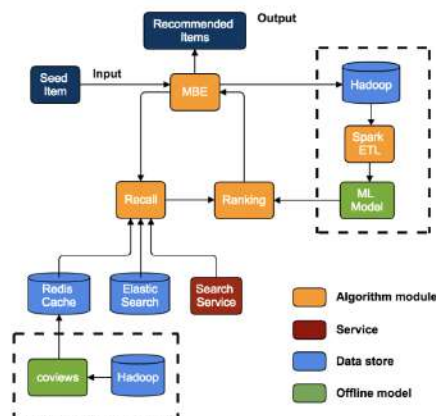 Recommended
Items
Output
Seed
Item
Input
MBE
Hadoop
Spark
ETL
Recall
Ranking
ML
Model
Redis
Cache
Elastic
Search
Search
Service
coviews
Hadoop
Algorithm module
Service
Data store
Offline model